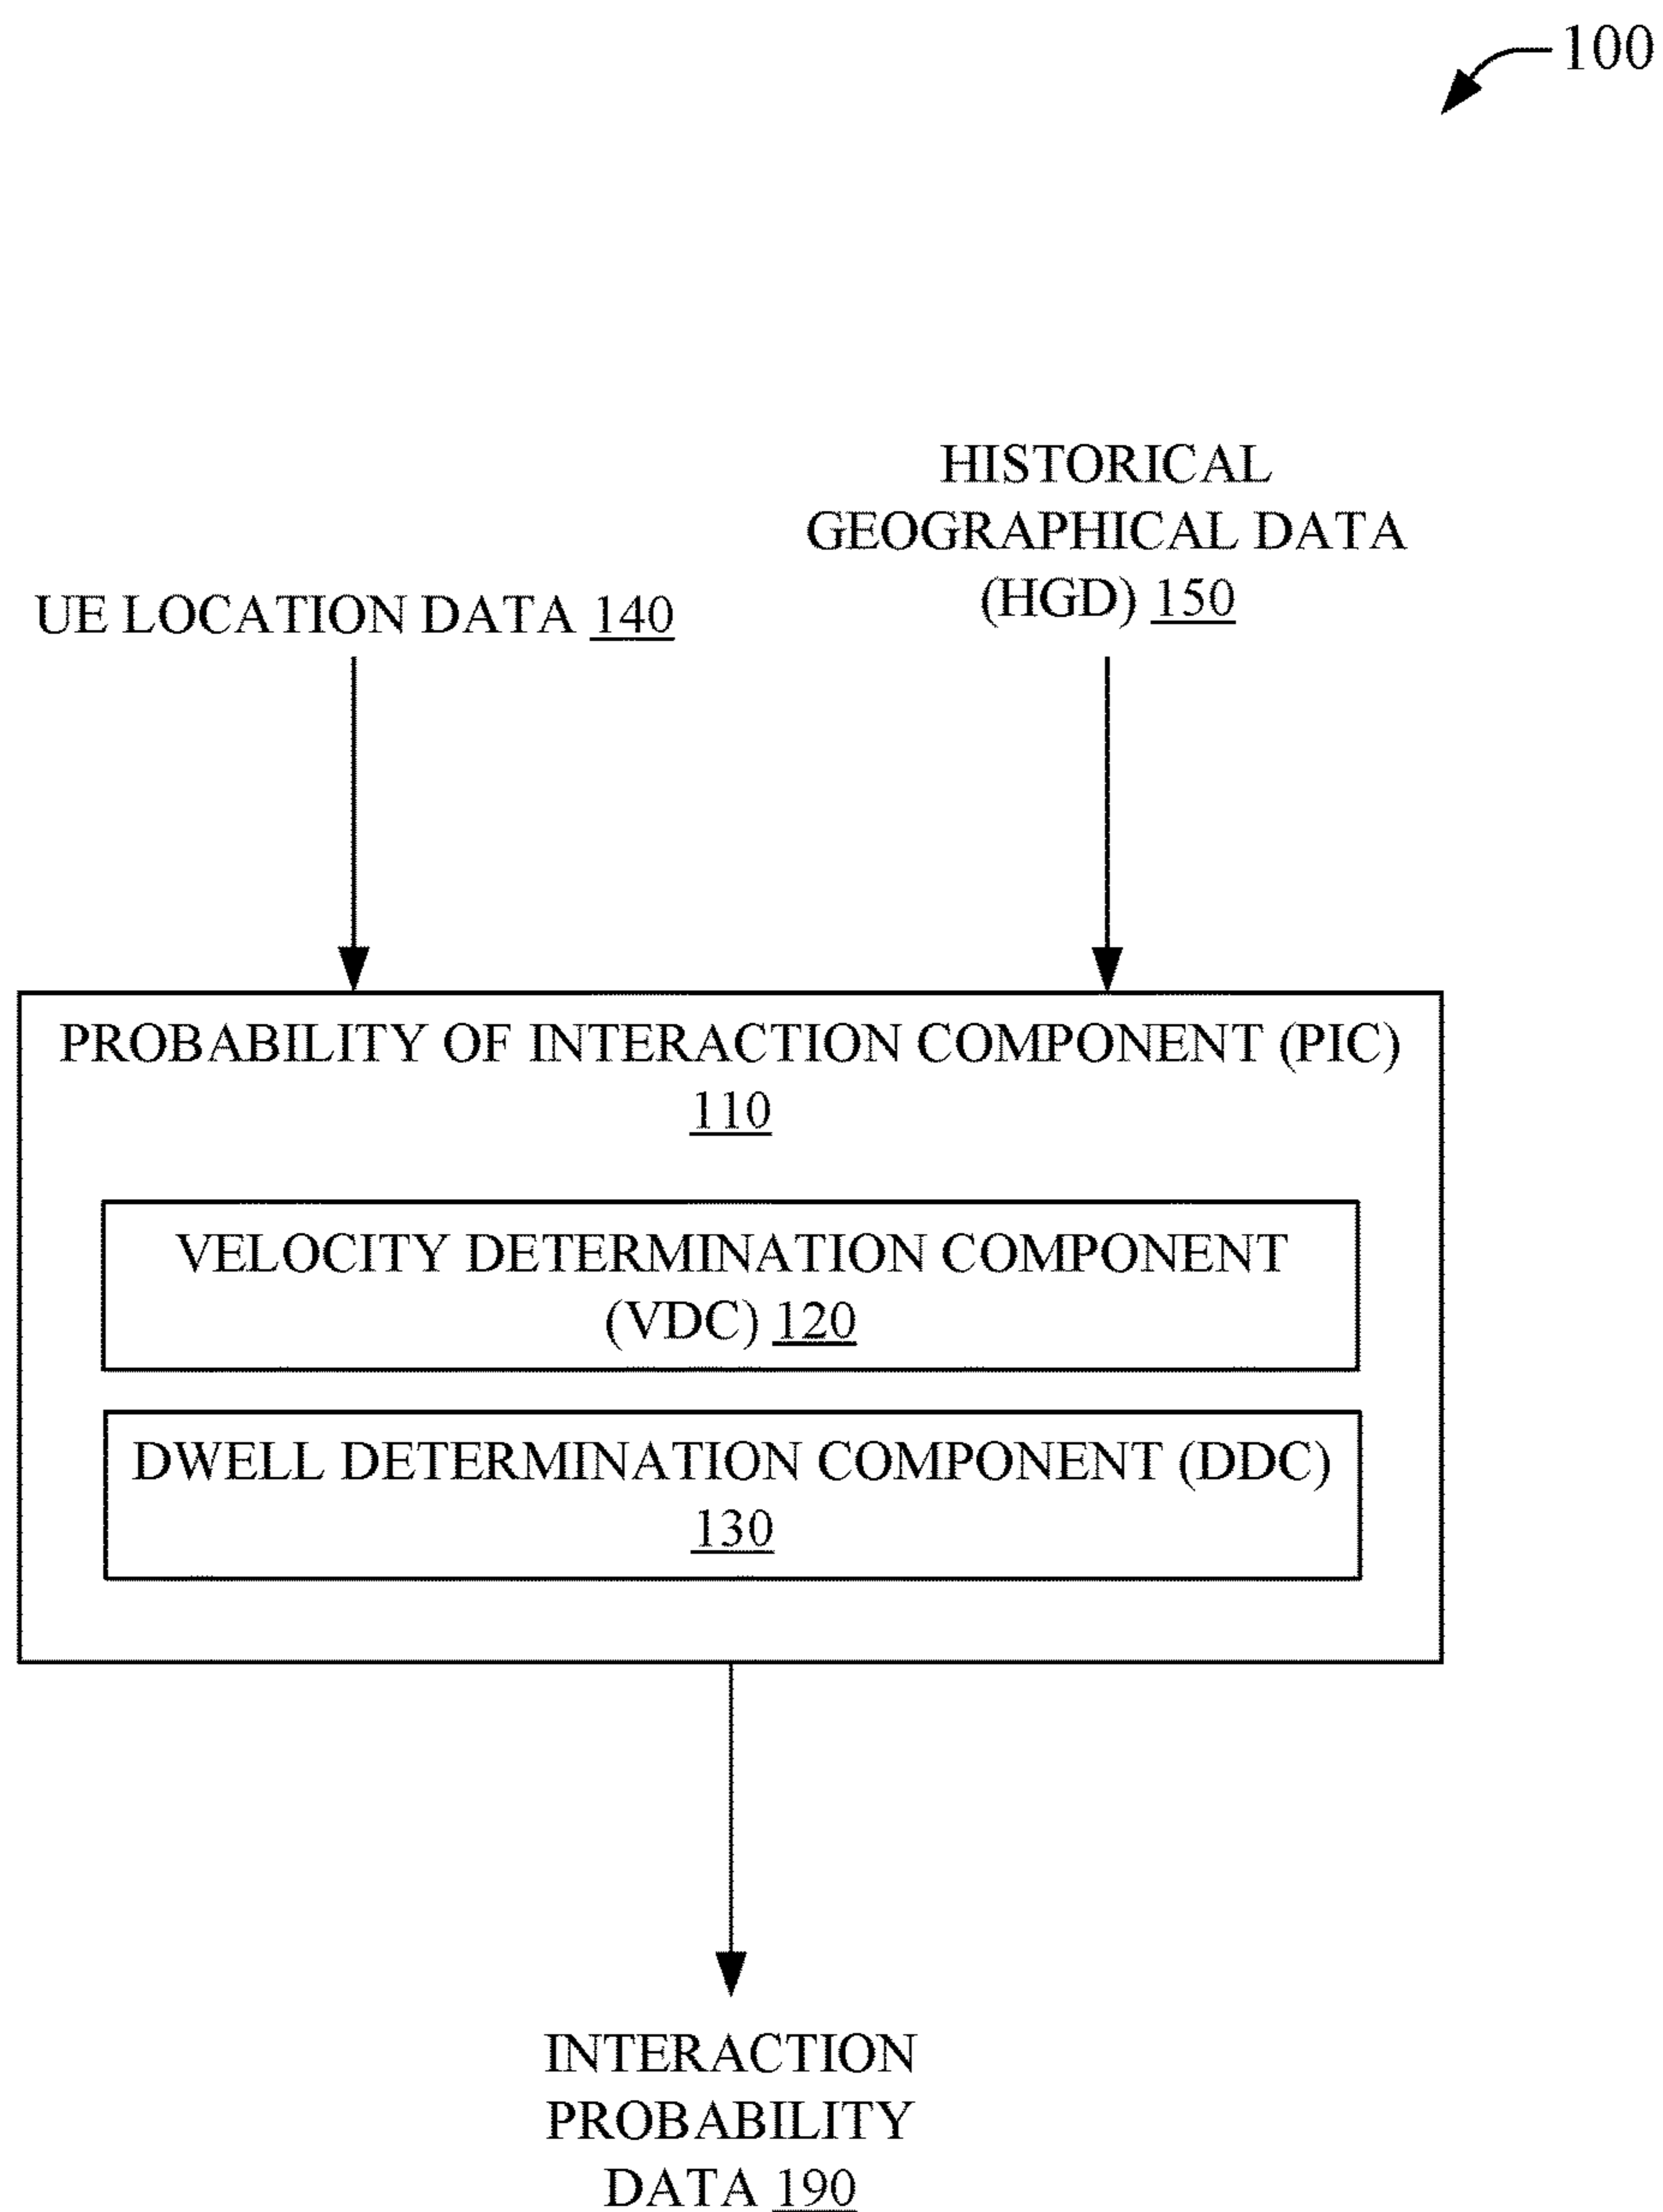 100
HISTORICAL
GEOGRAPHICAL DATA
(HGD) 150
UE LOCATION DATA 140
PROBABILITY OF INTERACTION COMPONENT (PIC)
110
VELOCITY DETERMINATION COMPONENT
(VDC) 120
DWELL DETERMINATION COMPONENT (DDC)
130
INTERACTION
PROBABILITY
DATA 190